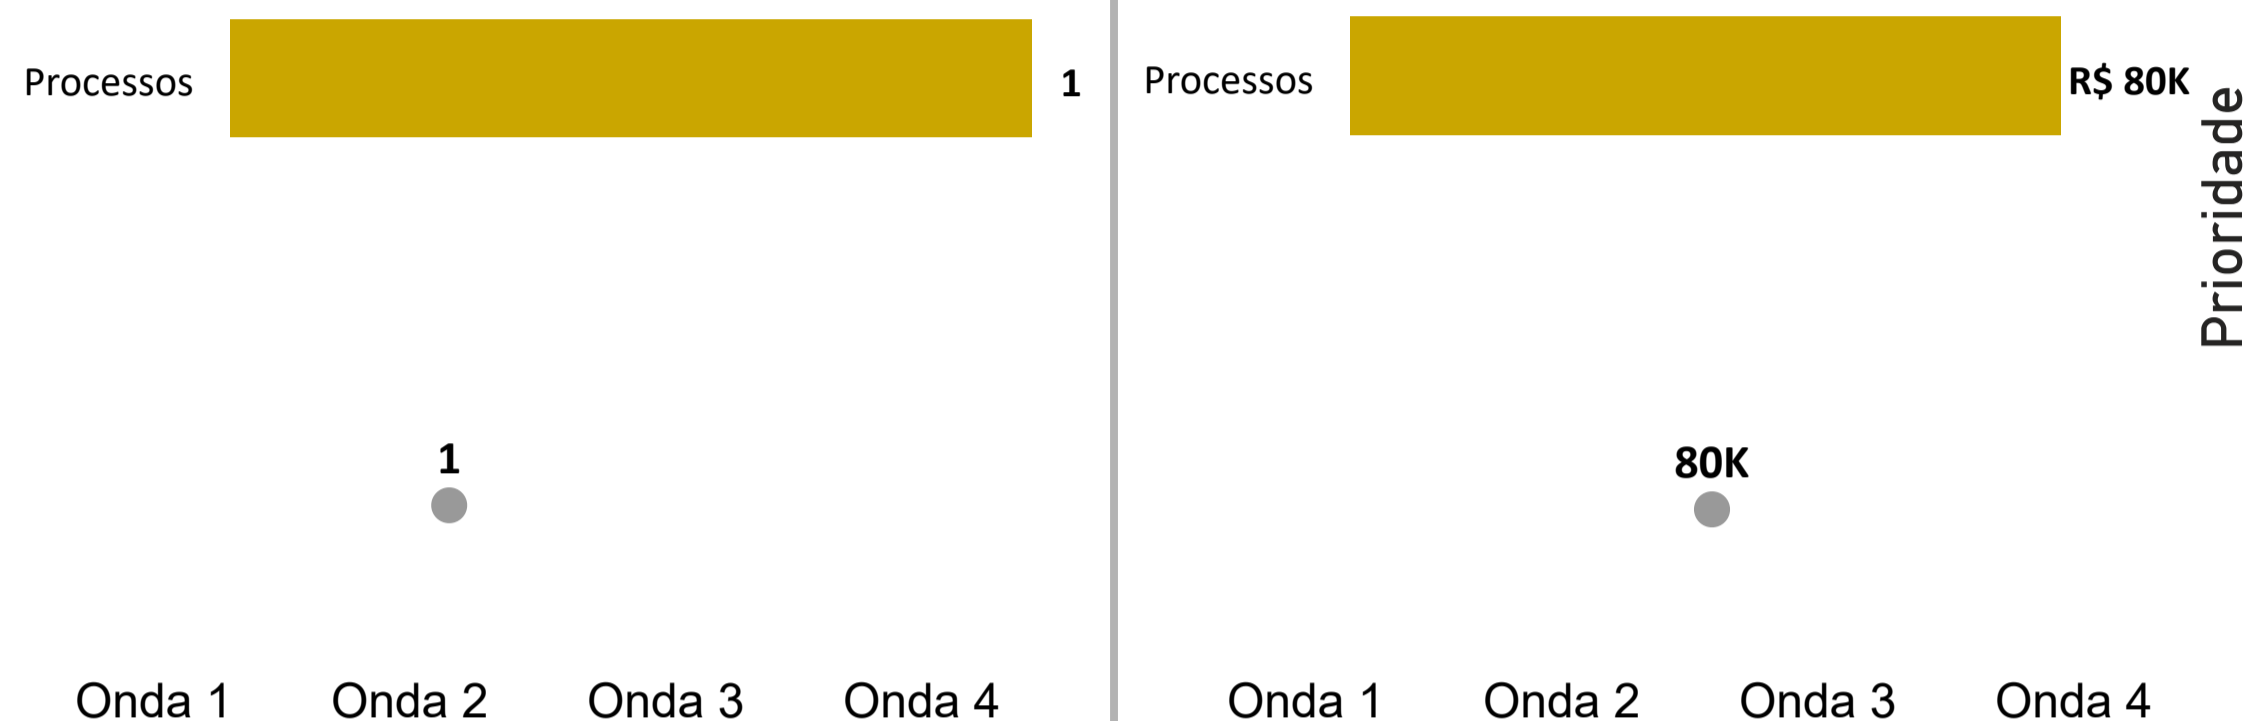 Processos
1
Processos
R$ 80K
Prioridade
1
80K
Onda 1
Onda 2
Onda 3
Onda 4
Onda 1
Onda 2
Onda 3
Onda 4